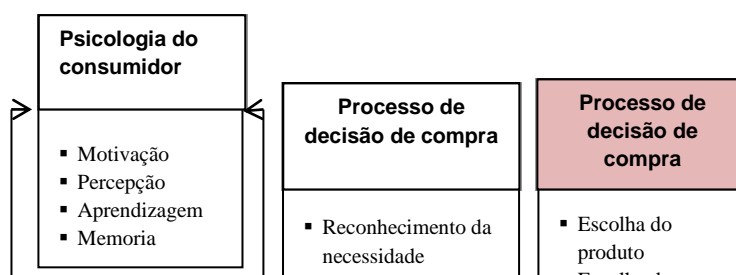 Psicologia do
consumidor
▪ Motivação
▪ Percepção
▪ Aprendizagem
▪ Memoria
Processo de
decisão de compra
▪ Reconhecimento da
necessidade
Processo de
decisão de
compra
▪ Escolha do
produto